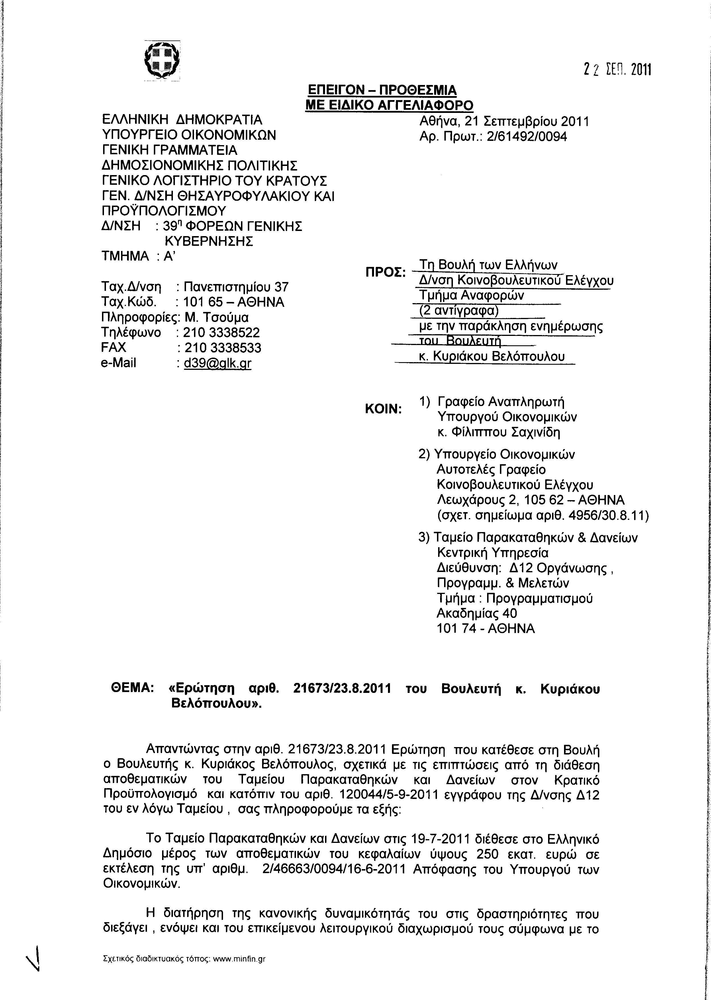 22 ΣΕΠ. 2011
ΕΠΕΙΓΟΝ – ΠΡΟΘΕΣΜΙΑ
ΜΕ ΕΙΔΙΚΟ ΑΓΓΕΛΙΑΦΟΡΟ
ΕΛΛΗΝΙΚΗ ΔΗΜΟΚΡΑΤΙΑ
ΥΠΟΥΡΓΕΙΟ ΟΙΚΟΝΟΜΙΚΩΝ
ΓΕΝΙΚΗ ΓΡΑΜΜΑΤΕΙΑ
ΔΗΜΟΣΙΟΝΟΜΙΚΗΣ ΠΟΛΙΤΙΚΗΣ
ΓΕΝΙΚΟ ΛΟΓΙΣΤΗΡΙΟ ΤΟΥ ΚΡΑΤΟΥΣ
ΓΕΝ. Δ/ΝΣΗ ΘΗΣΑΥΡΟΦΥΛΑΚΙΟΥ ΚΑΙ
ΠΡΟΫΠΟΛΟΓΙΣΜΟΥ
Δ/ΝΣΗ : 39η ΦΟΡΕΩΝ ΓΕΝΙΚΗΣ
ΚΥΒΕΡΝΗΣΗΣ
ΤΜΗΜΑ : Α’
Αθήνα, 21 Σεπτεμβρίου 2011
Αρ. Πρωτ.: 2/61492/0094
Ταχ.Δ/νση : Πανεπιστημίου 37
Ταχ.Κώδ. : 101 65 – ΑΘΗΝΑ
Πληροφορίες: Μ. Τσούμα
Τηλέφωνο : 210 3338522
FAX : 210 3338533
e-Mail : d39@glk.gr
ΠΡΟΣ: Τη Βουλή των Ελλήνων
Δ/νση Κοινοβουλευτικού Ελέγχου
Τμήμα Αναφορών
(2 αντίγραφα)
με την παράκληση ενημέρωσης
του Βουλευτή
κ. Κυριάκου Βελόπουλου
ΚΟΙΝ: 1) Γραφείο Αναπληρωτή
Υπουργού Οικονομικών
κ. Φίλιππου Σαχινίδη
2) Υπουργείο Οικονομικών
Αυτοτελές Γραφείο
Κοινοβουλευτικού Ελέγχου
Λεωχάρους 2, 105 62 – ΑΘΗΝΑ
(σχετ. σημείωμα αριθ. 4956/30.8.11)
3) Ταμείο Παρακαταθηκών & Δανείων
Κεντρική Υπηρεσία
Διεύθυνση: Δ12 Οργάνωσης ,
Προγραμμ. & Μελετών
Τμήμα : Προγραμματισμού
Ακαδημίας 40
101 74 - ΑΘΗΝΑ
ΘΕΜΑ: «Ερώτηση αριθ. 21673/23.8.2011 του Βουλευτή κ. Κυριάκου
Βελόπουλου».
Απαντώντας στην αριθ. 21673/23.8.2011 Ερώτηση που κατέθεσε στη Βουλή
ο Βουλευτής κ. Κυριάκος Βελόπουλος, σχετικά με τις επιπτώσεις από τη διάθεση
αποθεματικών του Ταμείου Παρακαταθηκών και Δανείων στον Κρατικό
Προϋπολογισμό και κατόπιν του αριθ. 120044/5-9-2011 εγγράφου της Δ/νσης Δ12
του εν λόγω Ταμείου , σας πληροφορούμε τα εξής:
Το Ταμείο Παρακαταθηκών και Δανείων στις 19-7-2011 διέθεσε στο Ελληνικό
Δημόσιο μέρος των αποθεματικών του κεφαλαίων ύψους 250 εκατ. ευρώ σε
εκτέλεση της υπ’ αριθμ. 2/46663/0094/16-6-2011 Απόφασης του Υπουργού των
Οικονομικών.
Η διατήρηση της κανονικής δυναμικότητάς του στις δραστηριότητες που
διεξάγει , ενόψει και του επικείμενου λειτουργικού διαχωρισμού τους σύμφωνα με το
Σχετικός διαδικτυακός τόπος: www.minfin.gr